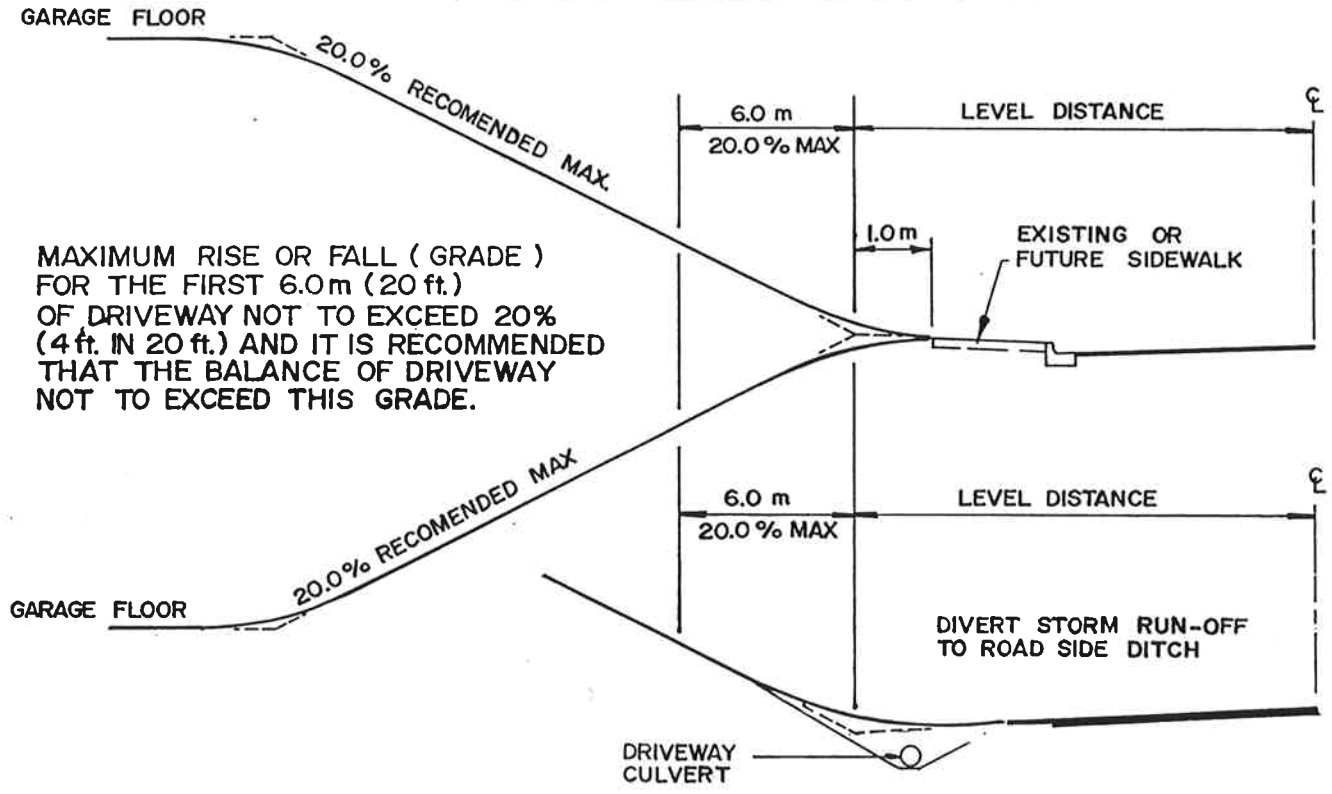 GARAGE FLOOR
20.0% RECOMENDED MAX.
6.0 m
20.0% MAX
LEVEL DISTANCE
℄
1.0 m
EXISTING OR
FUTURE SIDEWALK
MAXIMUM RISE OR FALL ( GRADE )
FOR THE FIRST 6.0m (20 ft.)
OF DRIVEWAY NOT TO EXCEED 20%
(4 ft. IN 20 ft.) AND IT IS RECOMMENDED
THAT THE BALANCE OF DRIVEWAY
NOT TO EXCEED THIS GRADE.
20.0% RECOMENDED MAX
GARAGE FLOOR
6.0 m
20.0% MAX
LEVEL DISTANCE
℄
DIVERT STORM RUN-OFF
TO ROAD SIDE DITCH
DRIVEWAY
CULVERT